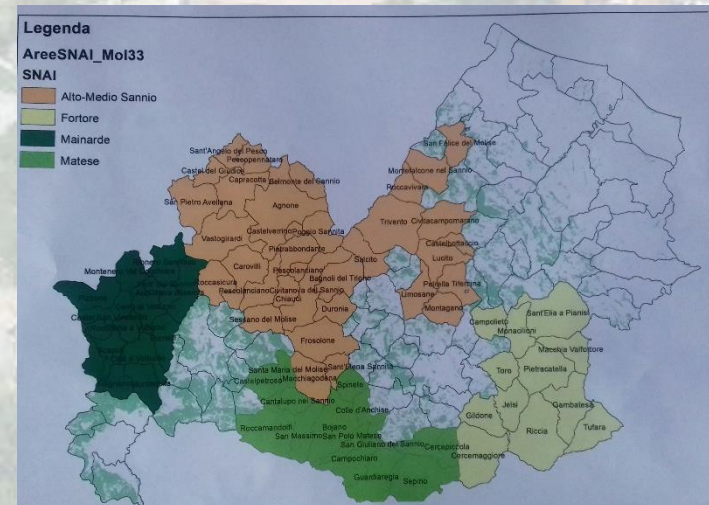 Legenda
AreeSNAI_Mol33
SNAI
Alto-Medio Sannio
Fortore
Mainarde
Matese
San Felice del Molise
Sant'Angelo del Pesco
Pescopennataro
Montefalcone nel Sannio
Castel del Giudice
Capracotta
Belmonte del Sannio
Roccavivara
San Pietro Avellana
Agnone
Trivento
Civitacampomarano
Castelverrino
Poggio Sannita
Vastogirardi
Castelbottaccio
Pietrabbondante
Lucito
Salcito
Carovilli
Pescolanciano
Roccasicura
Bagnoli del Trigno
Petrella Tifernina
Pescolanciano
Civitanova del Sannio
Limosano
Chiauci
Duronia
Montagano
Sessano del Molise
Sant'Elia a Pianisi
Campolieto
Monacilioni
Frosolone
Macchia Valfortore
Sant'Elena Sannita
Santa Maria del Molise
Macchiagodena
Toro
Pietracatella
Castelpetroso
Spinete
Cantalupo nel Sannio
Colle d'Anchise
Jelsi
Gambatesa
Gildone
Roccamandolfi
Bojano
Tufara
Riccia
San Massimo
San Polo Matese
San Giuliano del Sannio
Cercepiccola
Cercemaggiore
Campochiaro
Guardiaregia
Sepino